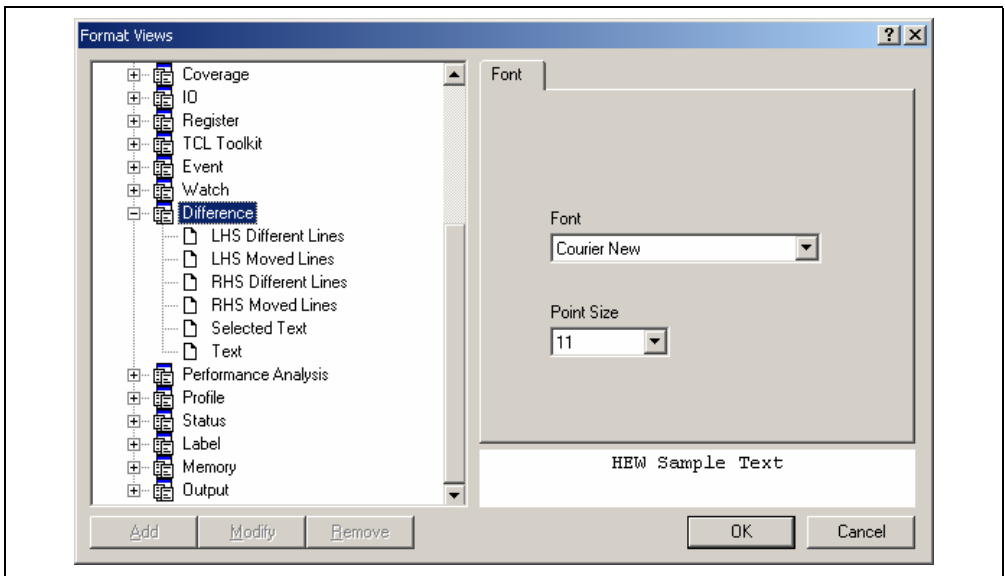 Format Views
Coverage
IO
Register
TCL Toolkit
Event
Watch
Difference
LHS Different Lines
LHS Moved Lines
RHS Different Lines
RHS Moved Lines
Selected Text
Text
Performance Analysis
Profile
Status
Label
Memory
Output
Add
Modify
Remove
Font
Font
Courier New
Point Size
11
HEW Sample Text
OK
Cancel